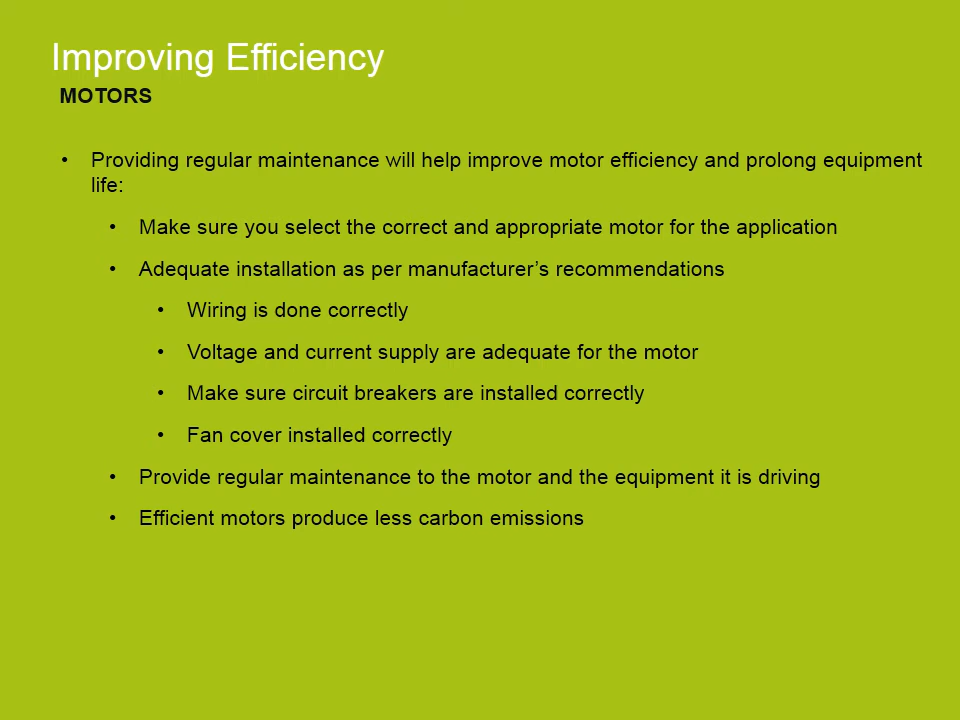 Improving Efficiency
MOTORS
• Providing regular maintenance will help improve motor efficiency and prolong equipment
life:
• Make sure you select the correct and appropriate motor for the application
• Adequate installation as per manufacturer’s recommendations
• Wiring is done correctly
• Voltage and current supply are adequate for the motor
• Make sure circuit breakers are installed correctly
• Fan cover installed correctly
• Provide regular maintenance to the motor and the equipment it is driving
• Efficient motors produce less carbon emissions